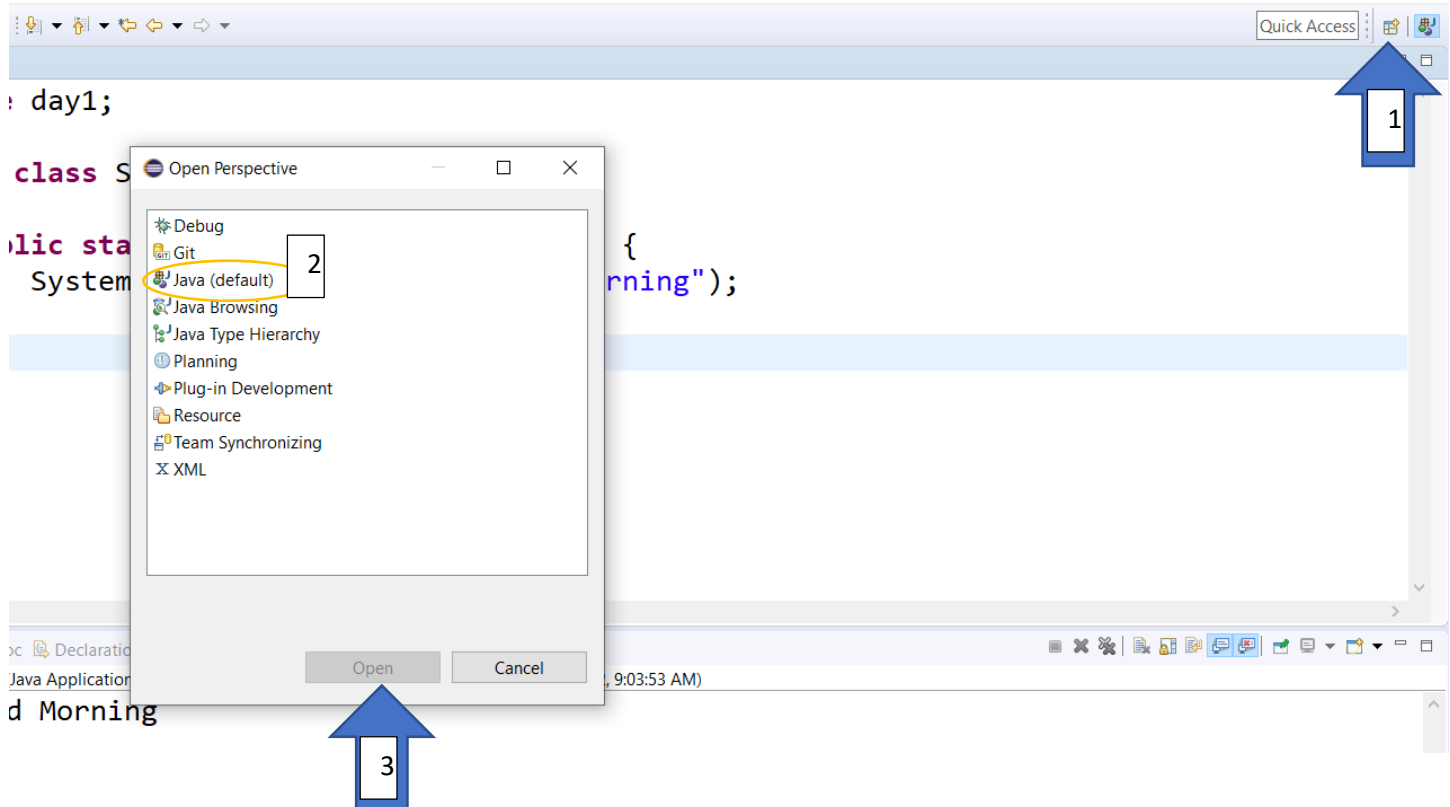 Quick Access
day1;
1
class S
Open Perspective
Debug
Git
2
Java (default)
Java Browsing
Java Type Hierarchy
Planning
Plug-in Development
Resource
Team Synchronizing
XML
lic sta {
System rning");
oc Declaratio
Open Cancel
Java Application , 9:03:53 AM)
d Morning
3